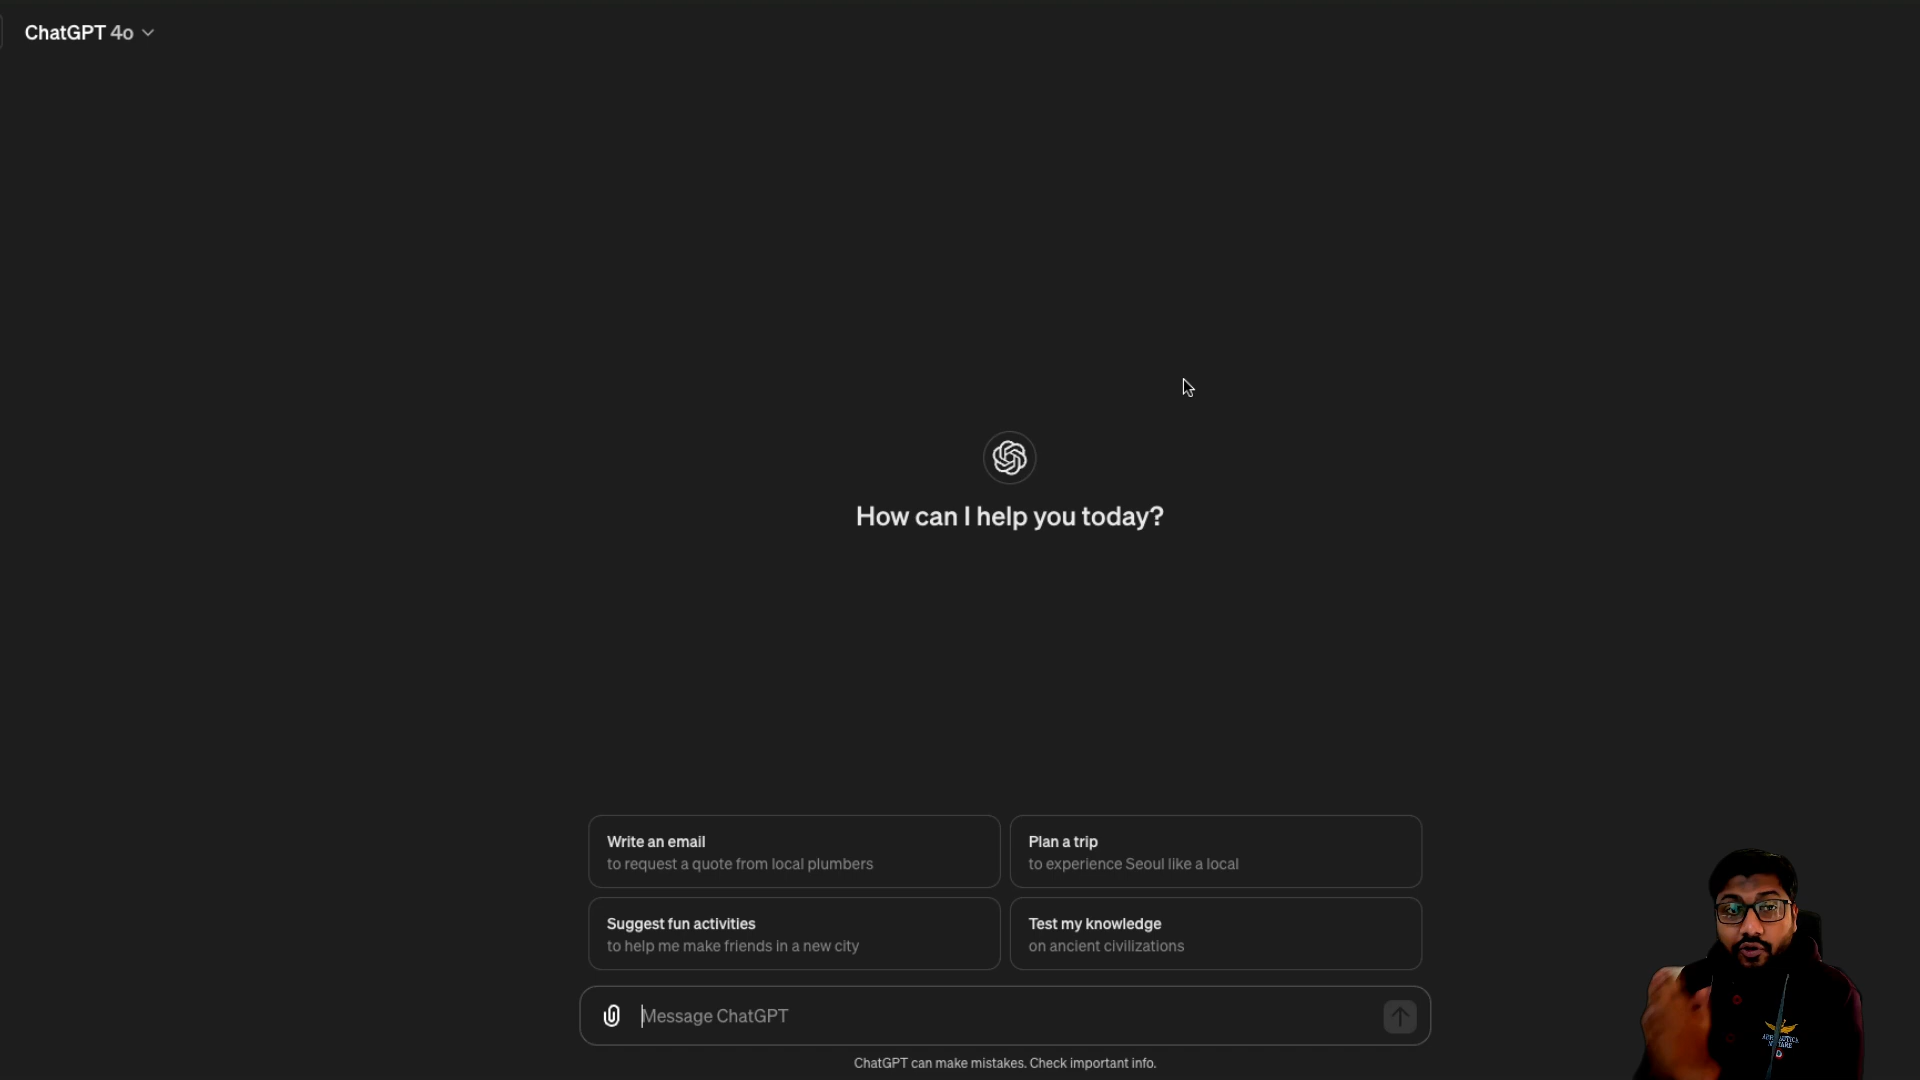 ChatGPT 4o
How can I help you today?
Write an email
to request a quote from local plumbers
Plan a trip
to experience Seoul like a local
Suggest fun activities
to help me make friends in a new city
Test my knowledge
on ancient civilizations
Message ChatGPT
ChatGPT can make mistakes. Check important info.